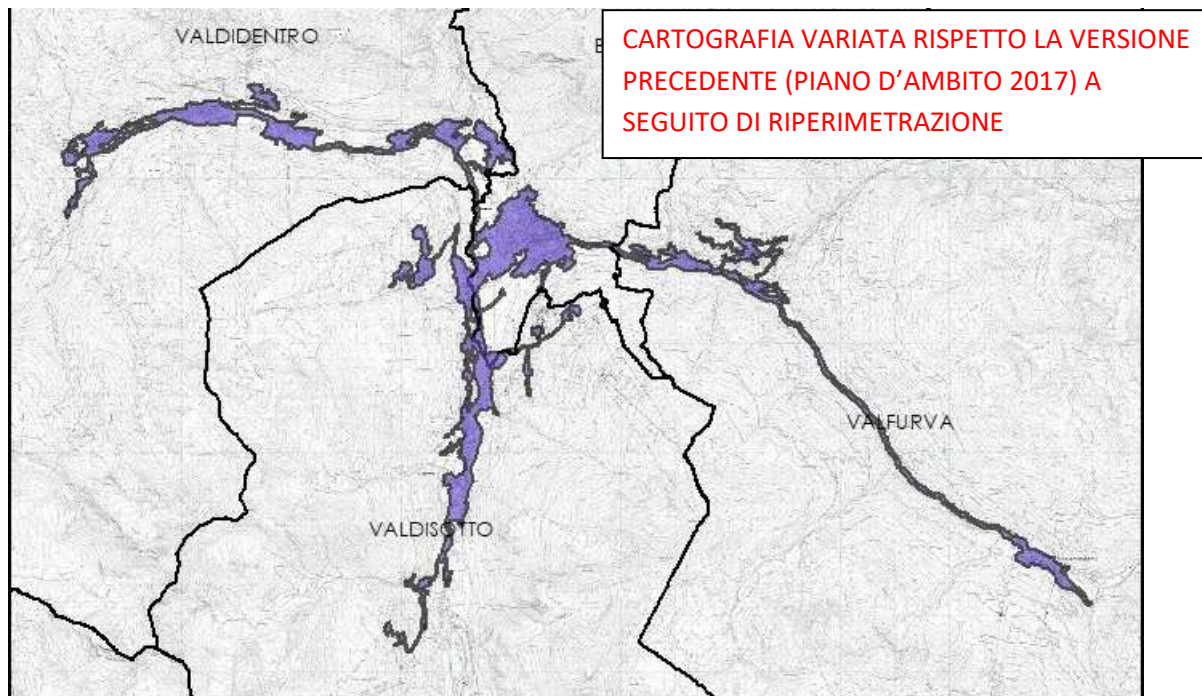 VALDIDENTRO
CARTOGRAFIA VARIATA RISPETTO LA VERSIONE
PRECEDENTE (PIANO D'AMBITO 2017) A
SEGUITO DI RIPERIMETRAZIONE
VALFURVA
VALDISOTTO